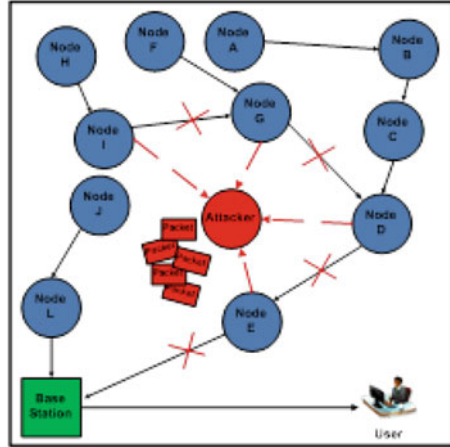 Node
H
Node
F
Node
A
Node
B
Node
I
Node
G
Node
C
Node
J
Attacker
Node
D
Packet
Packet
Packet
Packet
Packet
Node
L
Node
E
Base
Station
User